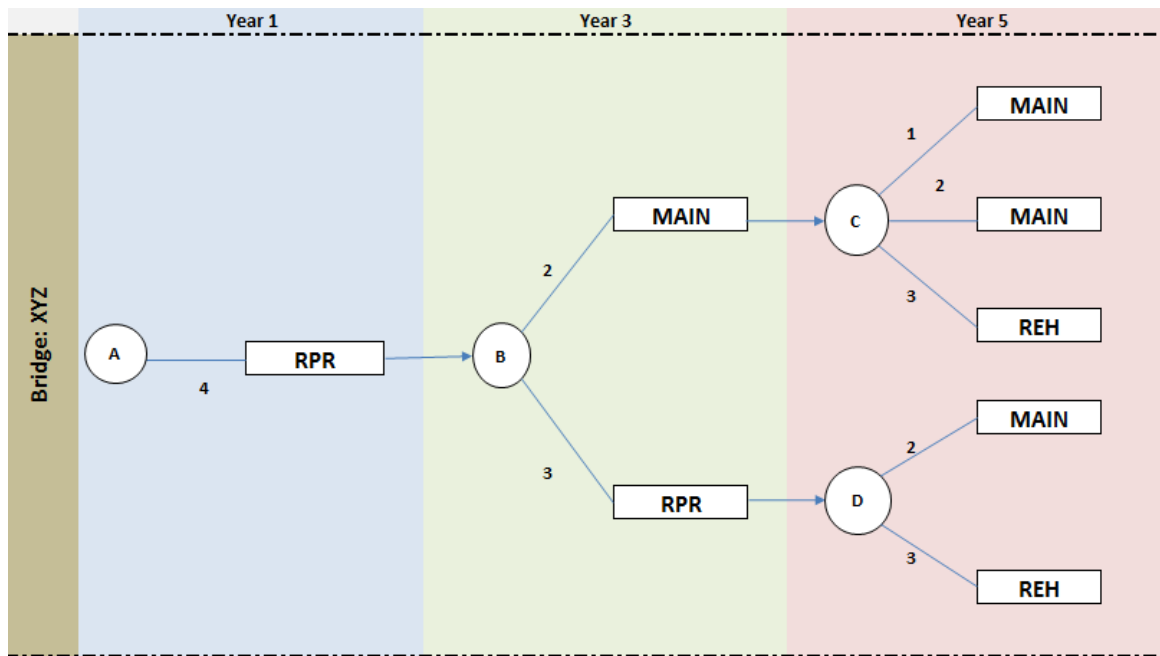 Year 1
Year 3
Year 5
Bridge: XYZ
A
4
RPR
B
2
MAIN
3
RPR
C
1
MAIN
2
MAIN
3
REH
D
2
MAIN
3
REH